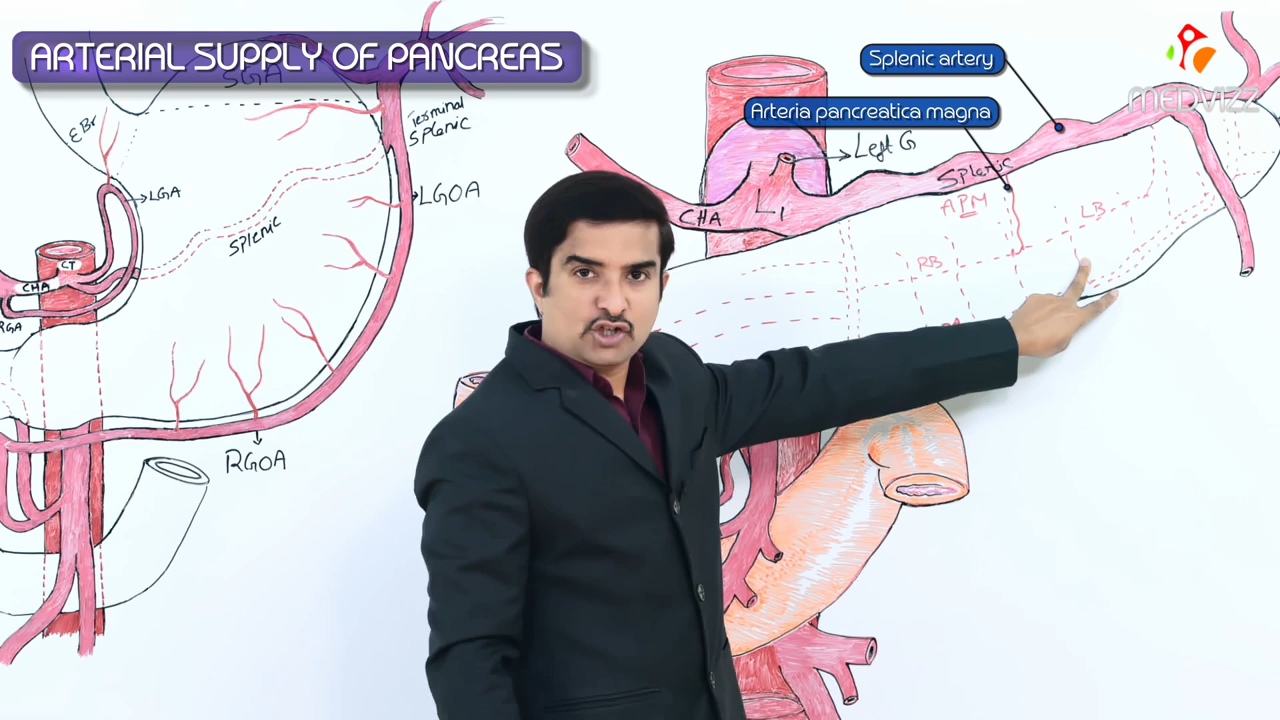 ARTERIAL SUPPLY OF PANCREAS
Splenic artery
Arteria pancreatica magna
MEDVIZZ
SGA
EBr
Terminal
SPlenic
LGA
LGOA
SPlenic
CT
CHA
RGA
RGOA
Left G
CHA
L1
SPlenic
APM
LB
RB